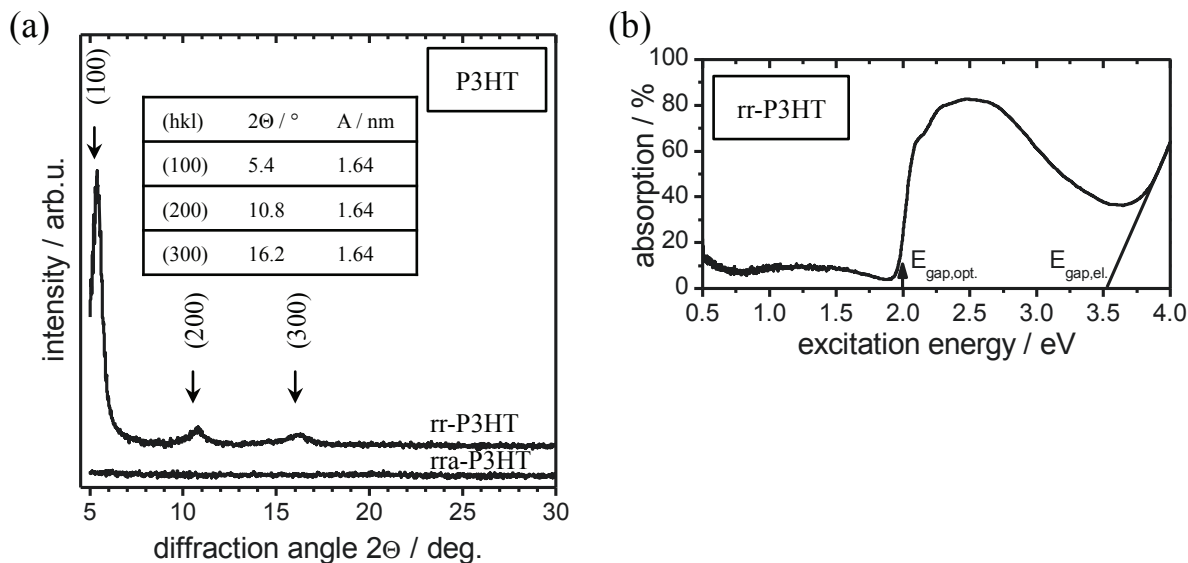 (a)
P3HT
(100)
(hkl) 2Θ / ° A / nm
(100) 5.4 1.64
(200) 10.8 1.64
(300) 16.2 1.64
(200)
(300)
rr-P3HT
rra-P3HT
intensity / arb.u.
5 10 15 20 25 30
diffraction angle 2Θ / deg.
(b)
rr-P3HT
absorption / %
100
80
60
40
20
0
E gap,opt.
E gap,el.
0.5 1.0 1.5 2.0 2.5 3.0 3.5 4.0
excitation energy / eV